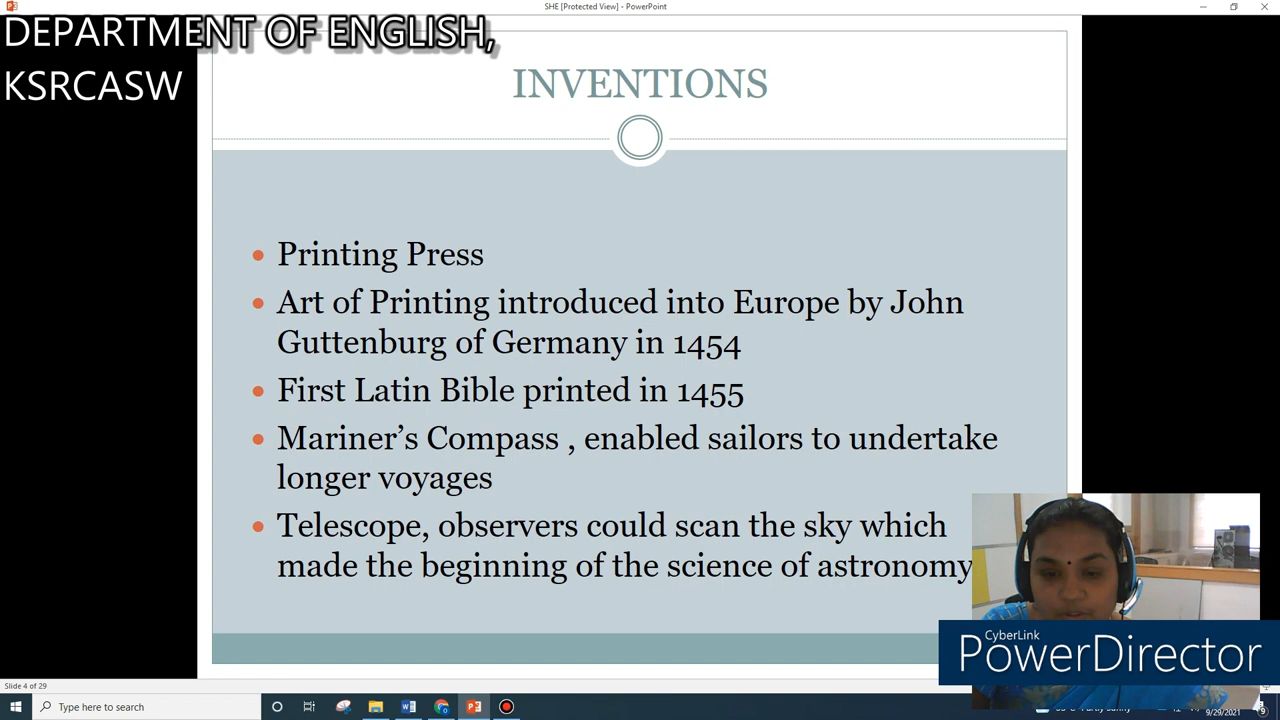 SHE [Protected View] - PowerPoint
DEPARTMENT OF ENGLISH,
KSRCASW
INVENTIONS
• Printing Press
• Art of Printing introduced into Europe by John
Guttenburg of Germany in 1454
• First Latin Bible printed in 1455
• Mariner’s Compass , enabled sailors to undertake
longer voyages
• Telescope, observers could scan the sky which
made the beginning of the science of astronomy
CyberLink
PowerDirector
Slide 4 of 29
Type here to search
9/29/2021